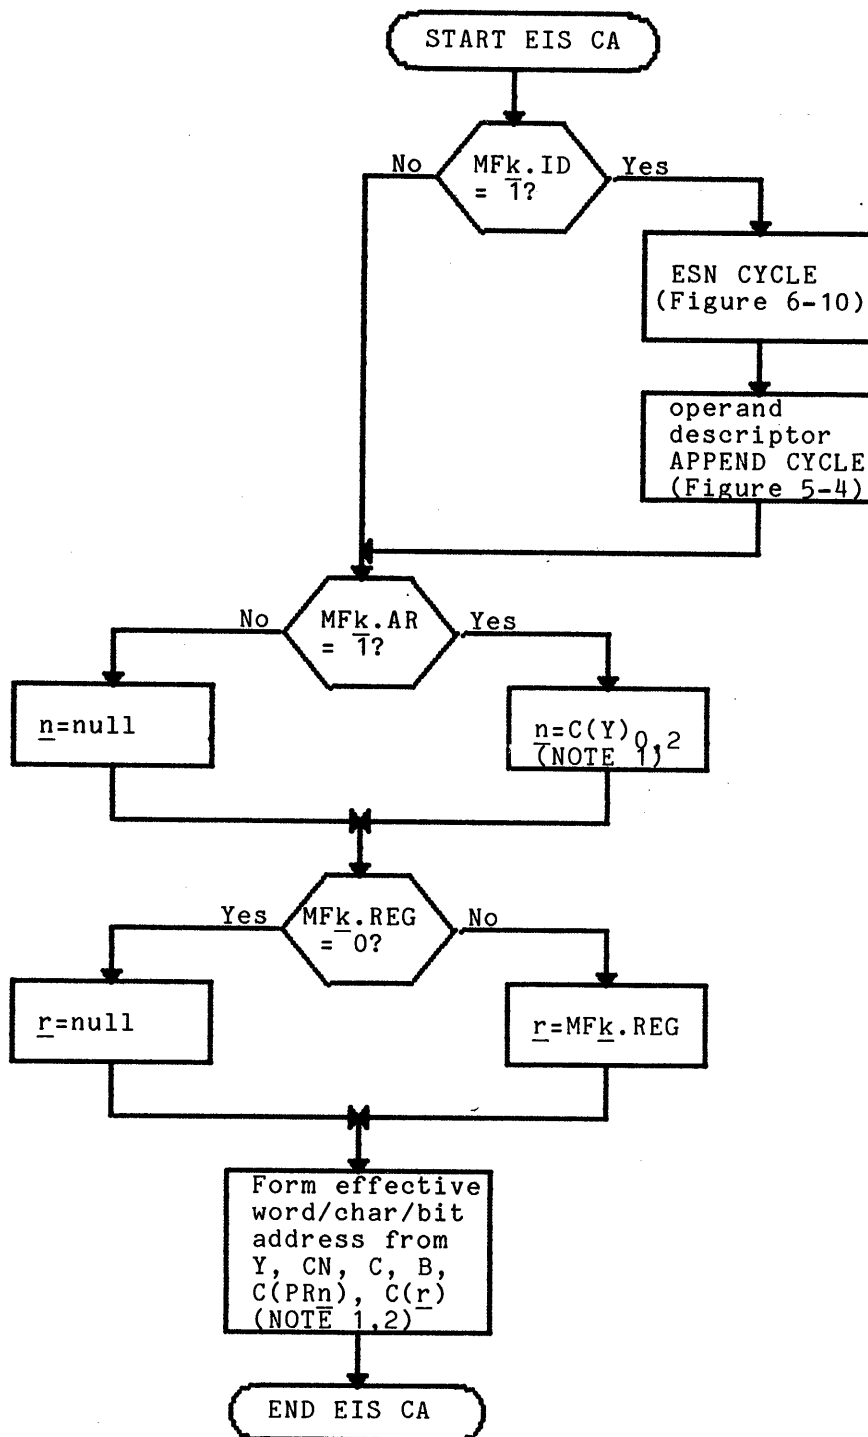 START EIS CA
No
MFk.ID
= 1?
Yes
ESN CYCLE
(Figure 6-10)
operand
descriptor
APPEND CYCLE
(Figure 5-4)
No
MFk.AR
= 1?
Yes
n=null
n=C(Y)0,2
(NOTE 1)
Yes
MFk.REG
= 0?
No
r=null
r=MFk.REG
Form effective
word/char/bit
address from
Y, CN, C, B,
C(PRn), C(r)
(NOTE 1,2)
END EIS CA